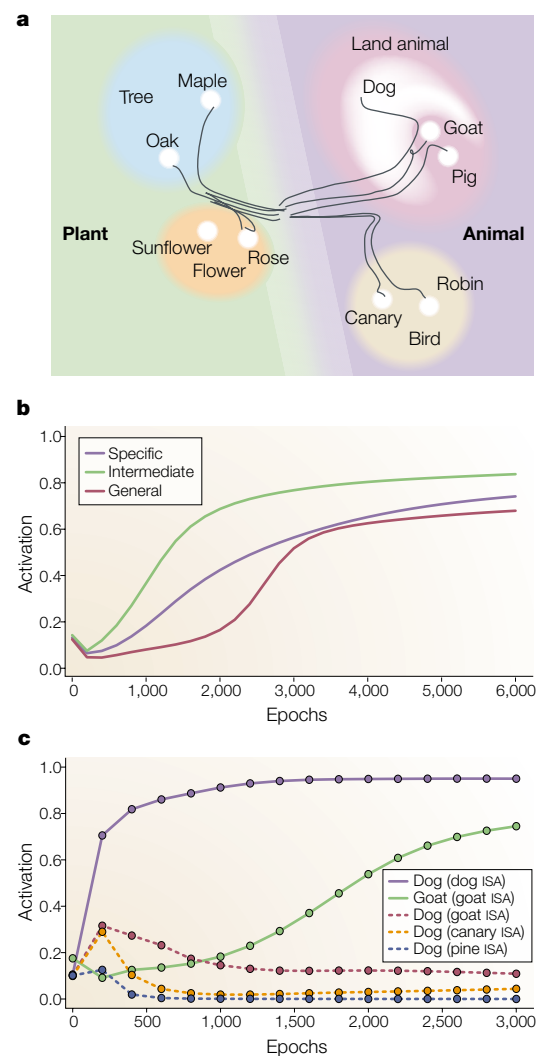 a
Land animal
Tree
Maple
Dog
Goat
Oak
Pig
Plant
Animal
Sunflower
Rose
Flower
Robin
Canary
Bird
b
1.0
0.8
0.6
0.4
0.2
0.0
Activation
Specific
Intermediate
General
0
1,000
2,000
3,000
4,000
5,000
6,000
Epochs
c
1.0
0.8
0.6
0.4
0.2
0.0
Activation
Dog (dog ISA)
Goat (goat ISA)
Dog (goat ISA)
Dog (canary ISA)
Dog (pine ISA)
0
500
1,000
1,500
2,000
2,500
3,000
Epochs